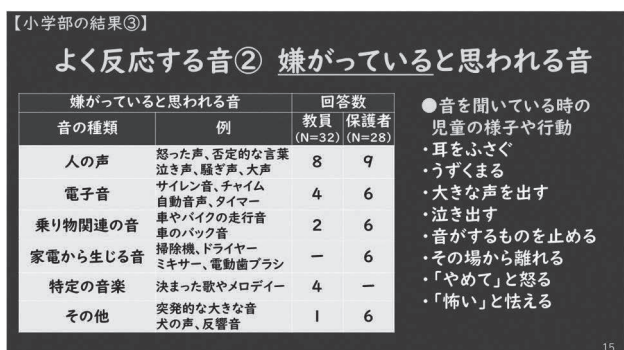 【小学部の結果③】
よく反応する音② 嫌がっていると思われる音
嫌がっていると思われる音 回答数
音の種類 例 教員 保護者
(N=32) (N=28)
人の声 怒った声、否定的な言葉 8 9
泣き声、騒ぎ声、大声
電子音 サイレン音、チャイム 4 6
自動音声、タイマー
乗り物関連の音 車やバイクの走行音 2 6
車のバック音
家電から生じる音 掃除機、ドライヤー － 6
ミキサー、電動歯ブラシ
特定の音楽 決まった歌やメロデイー 4 －
その他 突発的な大きな音 1 6
犬の声、反響音
●音を聞いている時の
児童の様子や行動
・耳をふさぐ
・うずくまる
・大きな声を出す
・泣き出す
・音がするものを止める
・その場から離れる
・「やめて」と怒る
・「怖い」と怯える
15